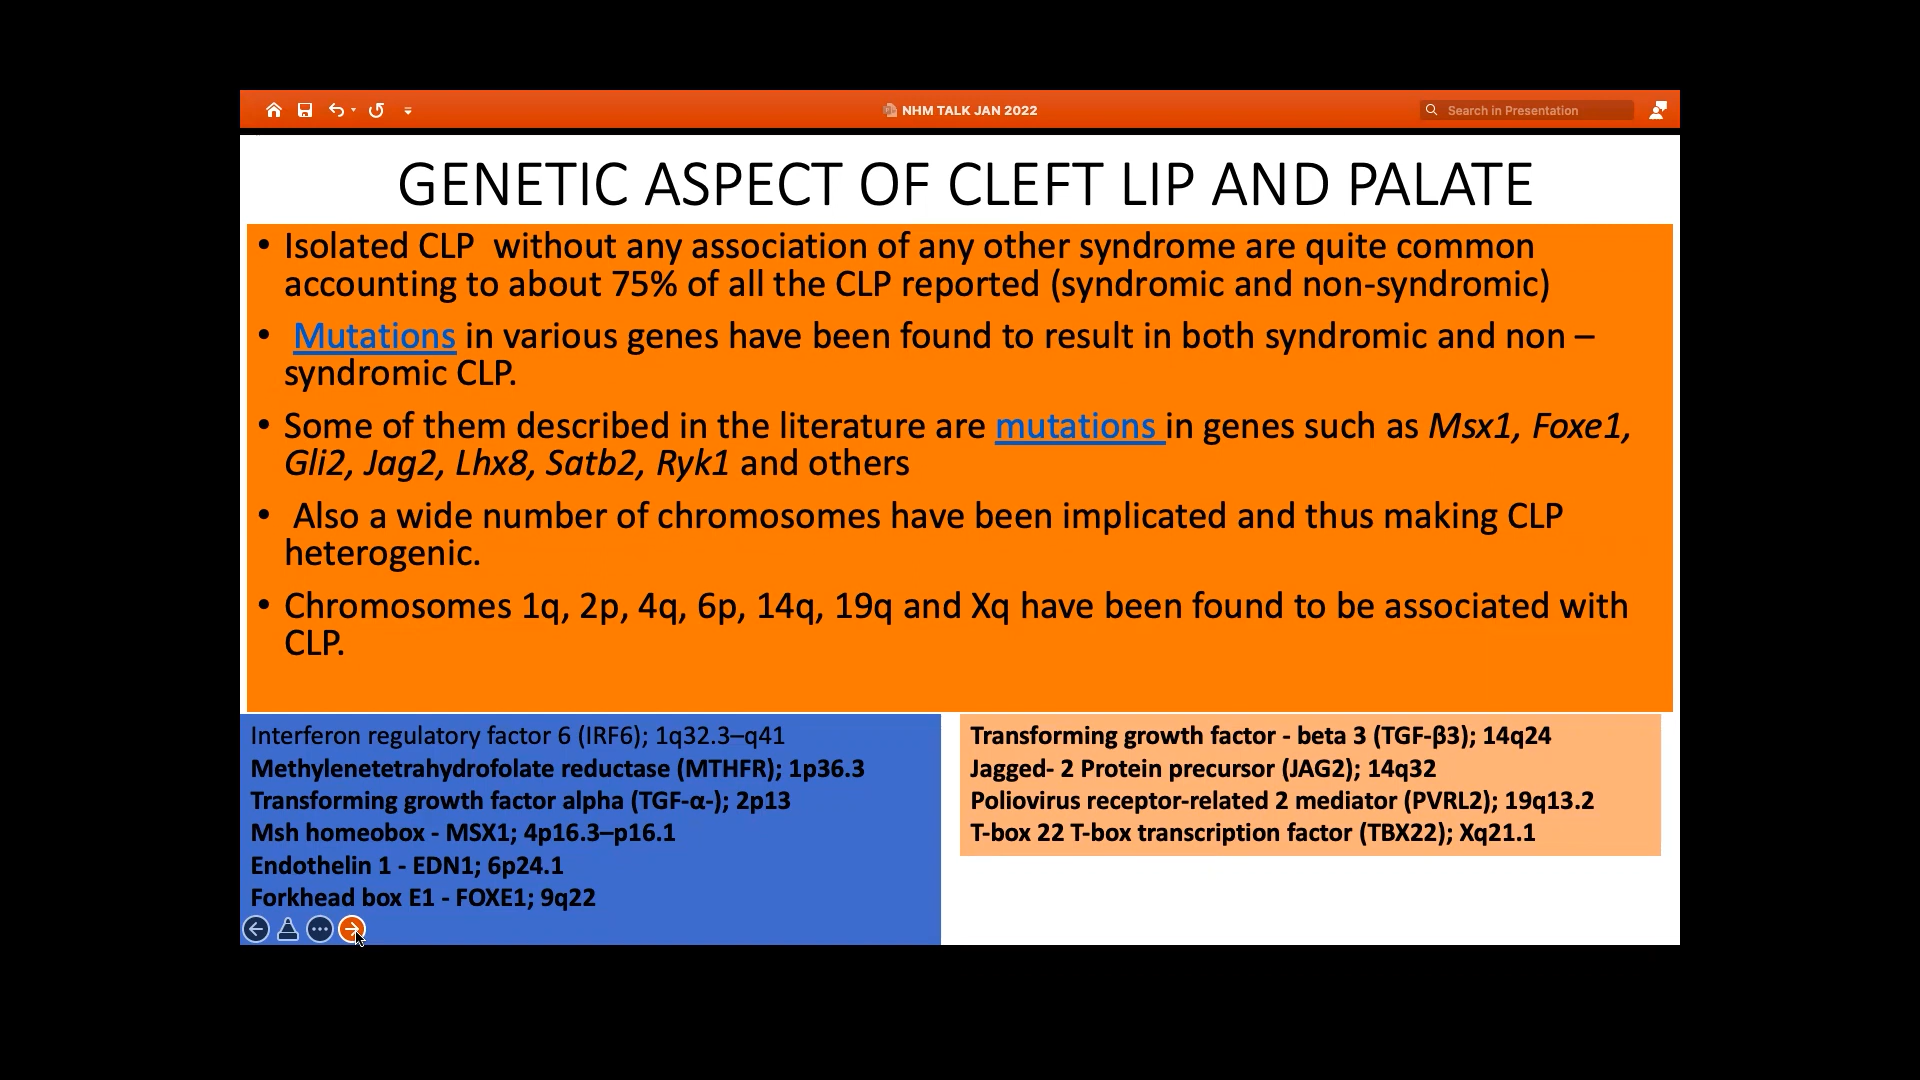 NHM TALK JAN 2022
Search in Presentation
GENETIC ASPECT OF CLEFT LIP AND PALATE
• Isolated CLP without any association of any other syndrome are quite common
accounting to about 75% of all the CLP reported (syndromic and non-syndromic)
• Mutations in various genes have been found to result in both syndromic and non –
syndromic CLP.
• Some of them described in the literature are mutations in genes such as Msx1, Foxe1,
Gli2, Jag2, Lhx8, Satb2, Ryk1 and others
• Also a wide number of chromosomes have been implicated and thus making CLP
heterogenic.
• Chromosomes 1q, 2p, 4q, 6p, 14q, 19q and Xq have been found to be associated with
CLP.
Interferon regulatory factor 6 (IRF6); 1q32.3–q41
Methylenetetrahydrofolate reductase (MTHFR); 1p36.3
Transforming growth factor alpha (TGF-α-); 2p13
Msh homeobox - MSX1; 4p16.3–p16.1
Endothelin 1 - EDN1; 6p24.1
Forkhead box E1 - FOXE1; 9q22
Transforming growth factor - beta 3 (TGF-β3); 14q24
Jagged- 2 Protein precursor (JAG2); 14q32
Poliovirus receptor-related 2 mediator (PVRL2); 19q13.2
T-box 22 T-box transcription factor (TBX22); Xq21.1